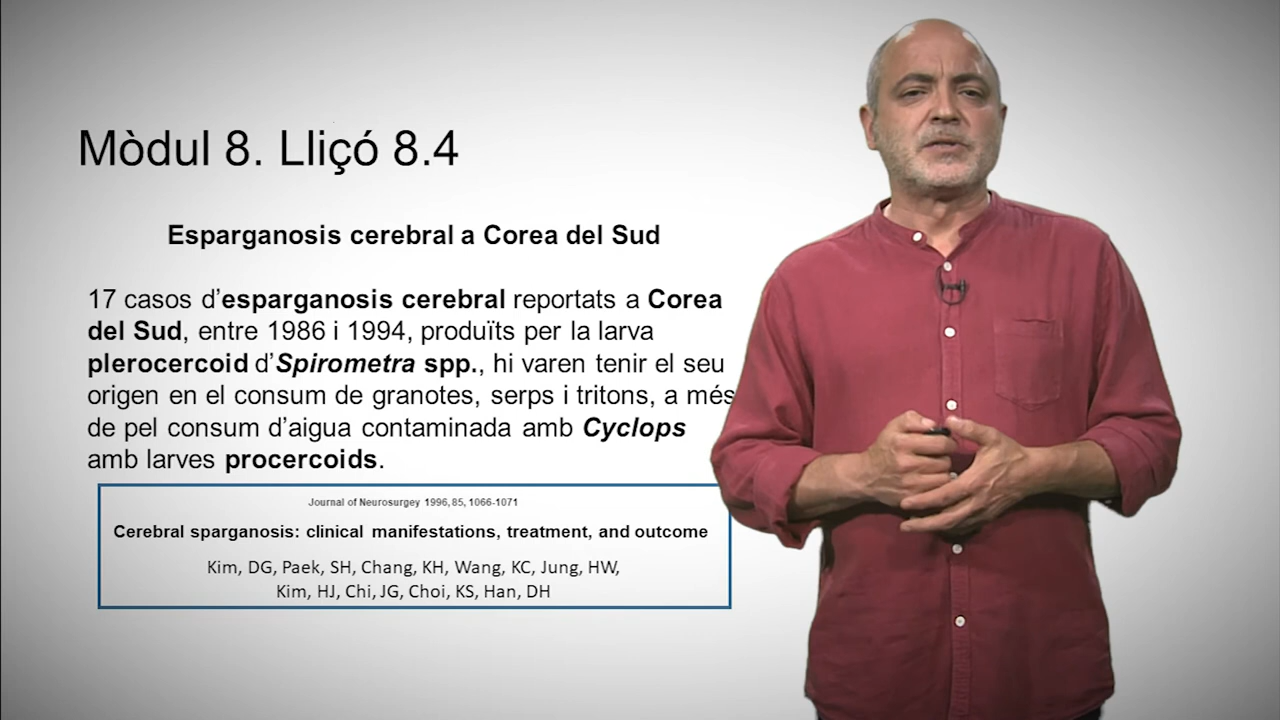 Mòdul 8. Lliçó 8.4
Esparganosis cerebral a Corea del Sud
17 casos d’esparganosis cerebral reportats a Corea
del Sud, entre 1986 i 1994, produïts per la larva
plerocercoid d’Spirometra spp., hi varen tenir el seu
origen en el consum de granotes, serps i tritons, a més
de pel consum d’aigua contaminada amb Cyclops
amb larves procercoids.
Journal of Neurosurgey 1996, 85, 1066-1071
Cerebral sparganosis: clinical manifestations, treatment, and outcome
Kim, DG, Paek, SH, Chang, KH, Wang, KC, Jung, HW,
Kim, HJ, Chi, JG, Choi, KS, Han, DH